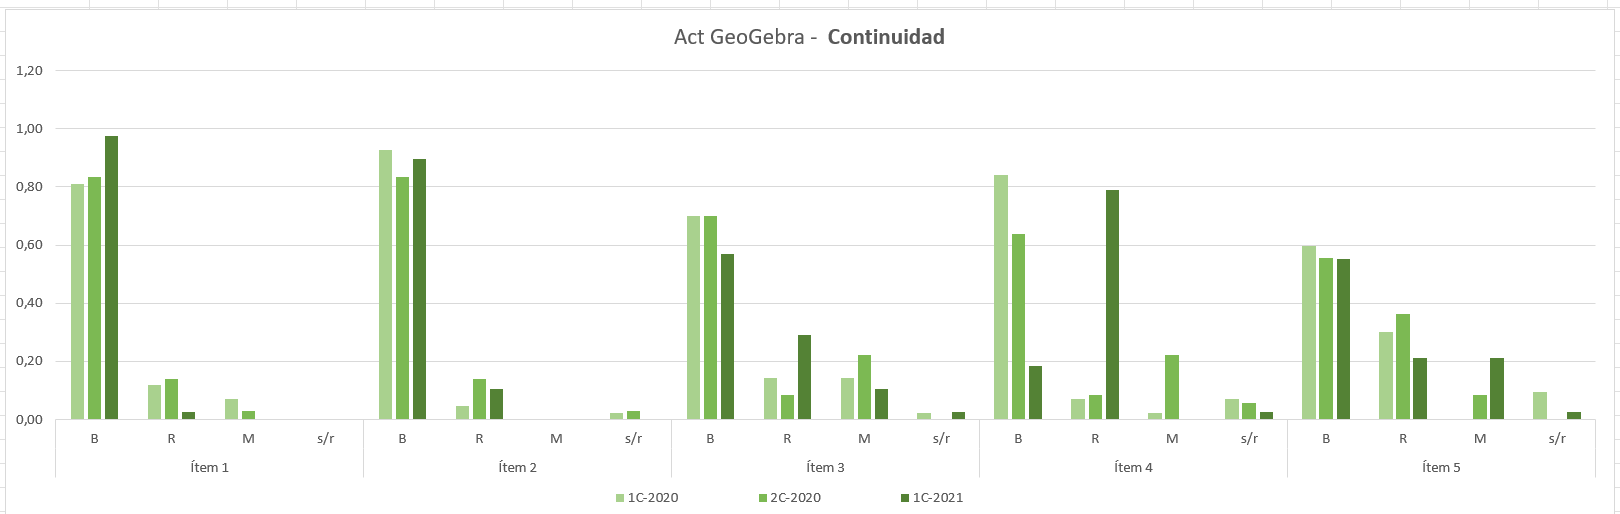 Act GeoGebra - Continuidad
1,20
1,00
0,80
0,60
0,40
0,20
0,00
B R M s/r B R M s/r B R M s/r B R M s/r B R M s/r
Ítem 1 Ítem 2 Ítem 3 Ítem 4 Ítem 5
1C-2020 2C-2020 1C-2021